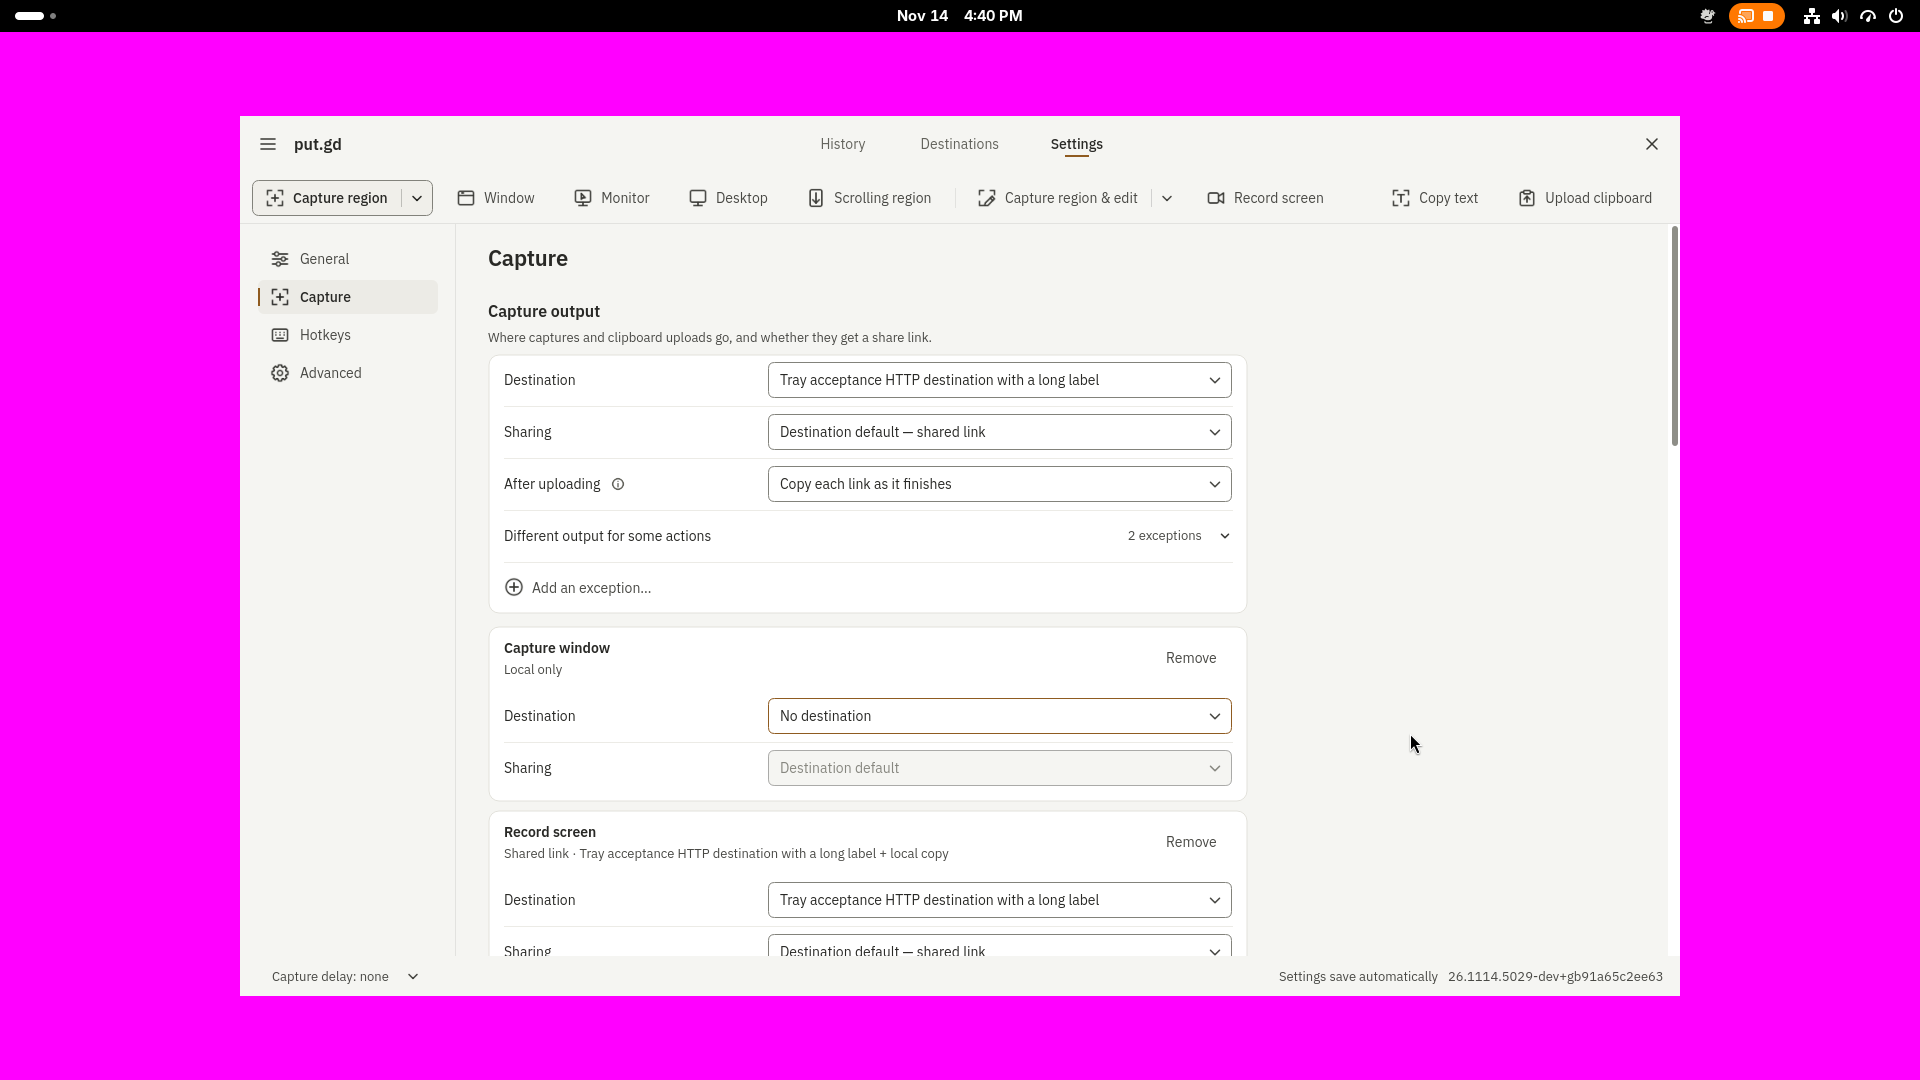 Nov 14 4:40 PM
put.gd
History Destinations Settings
Capture region Window Monitor Desktop Scrolling region Capture region & edit Record screen Copy text Upload clipboard
General
Capture
Hotkeys
Advanced
Capture
Capture output
Where captures and clipboard uploads go, and whether they get a share link.
Destination Tray acceptance HTTP destination with a long label
Sharing Destination default — shared link
After uploading Copy each link as it finishes
Different output for some actions 2 exceptions
Add an exception...
Capture window
Local only
Remove
Destination No destination
Sharing Destination default
Record screen
Shared link · Tray acceptance HTTP destination with a long label + local copy
Remove
Destination Tray acceptance HTTP destination with a long label
Sharing Destination default — shared link
Capture delay: none Settings save automatically 26.1114.5029-dev+gb91a65c2ee63